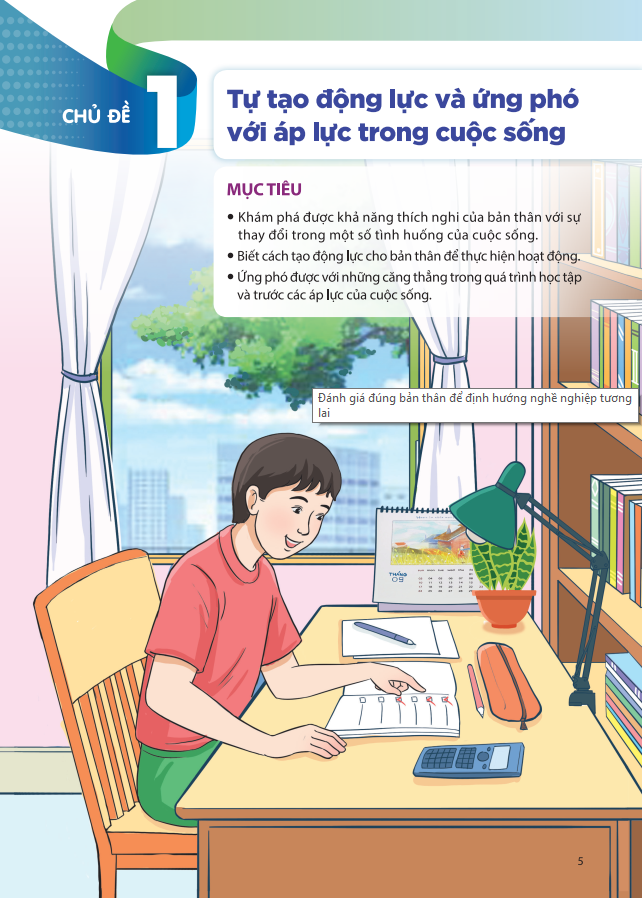 CHỦ ĐỀ 1
Tự tạo động lực và ứng phó
với áp lực trong cuộc sống
MỤC TIÊU
• Khám phá được khả năng thích nghi của bản thân với sự
thay đổi trong một số tình huống của cuộc sống.
• Biết cách tạo động lực cho bản thân để thực hiện hoạt động.
• Ứng phó được với những căng thẳng trong quá trình học tập
và trước các áp lực của cuộc sống.
Đánh giá đúng bản thân để định hướng nghề nghiệp tương
lai
THÁNG
09
5